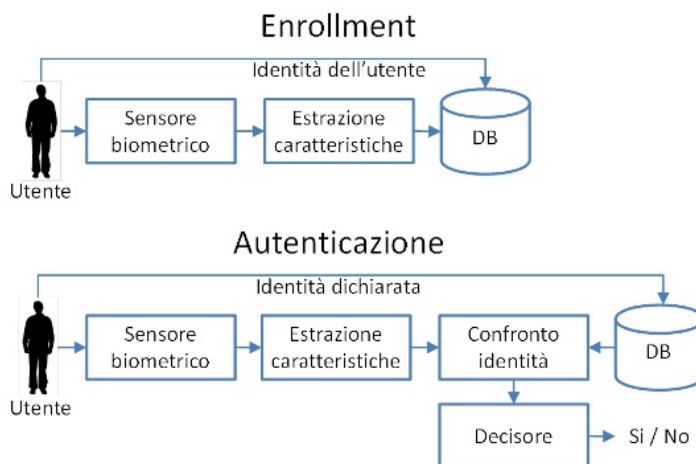 Enrollment
Identità dell'utente
Sensore
biometrico
Estrazione
caratteristiche
DB
Utente
Autenticazione
Identità dichiarata
Sensore
biometrico
Estrazione
caratteristiche
Confronto
identità
DB
Utente
Decisore
Si / No